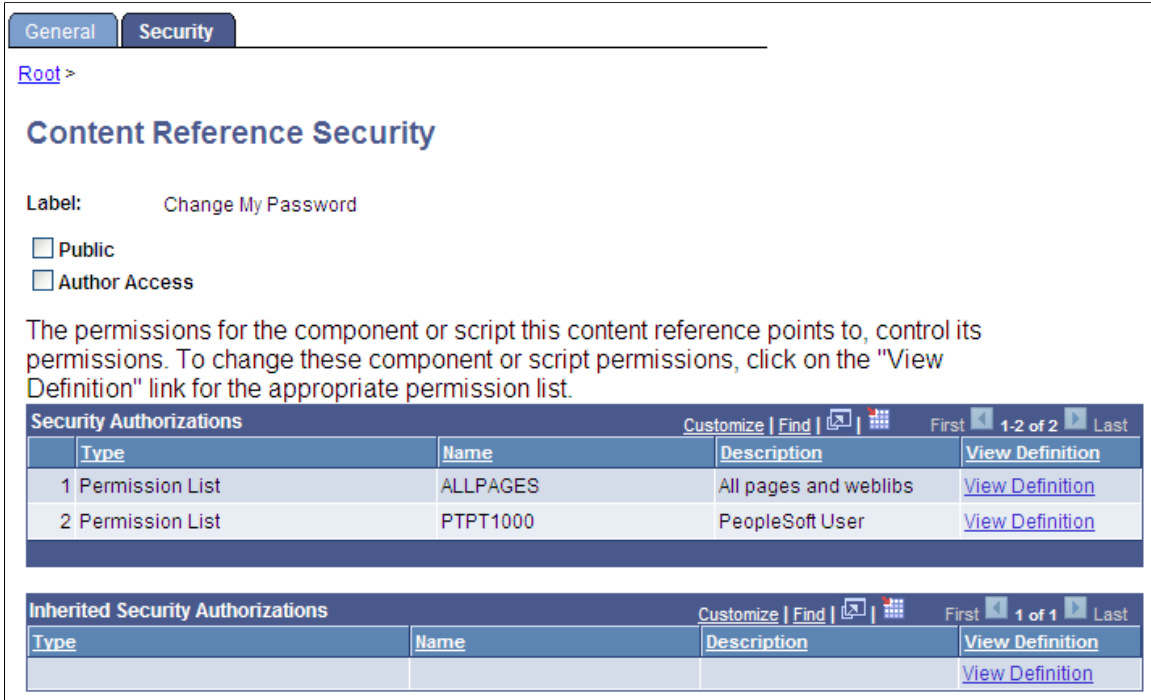 General Security
Root >
Content Reference Security
Label: Change My Password
Public
Author Access
The permissions for the component or script this content reference points to, control its
permissions. To change these component or script permissions, click on the "View
Definition" link for the appropriate permission list.
Security Authorizations Customize | Find | | First 1-2 of 2 Last
Type Name Description View Definition
1 Permission List ALLPAGES All pages and weblibs View Definition
2 Permission List PTPT1000 PeopleSoft User View Definition
Inherited Security Authorizations Customize | Find | | First 1 of 1 Last
Type Name Description View Definition
View Definition